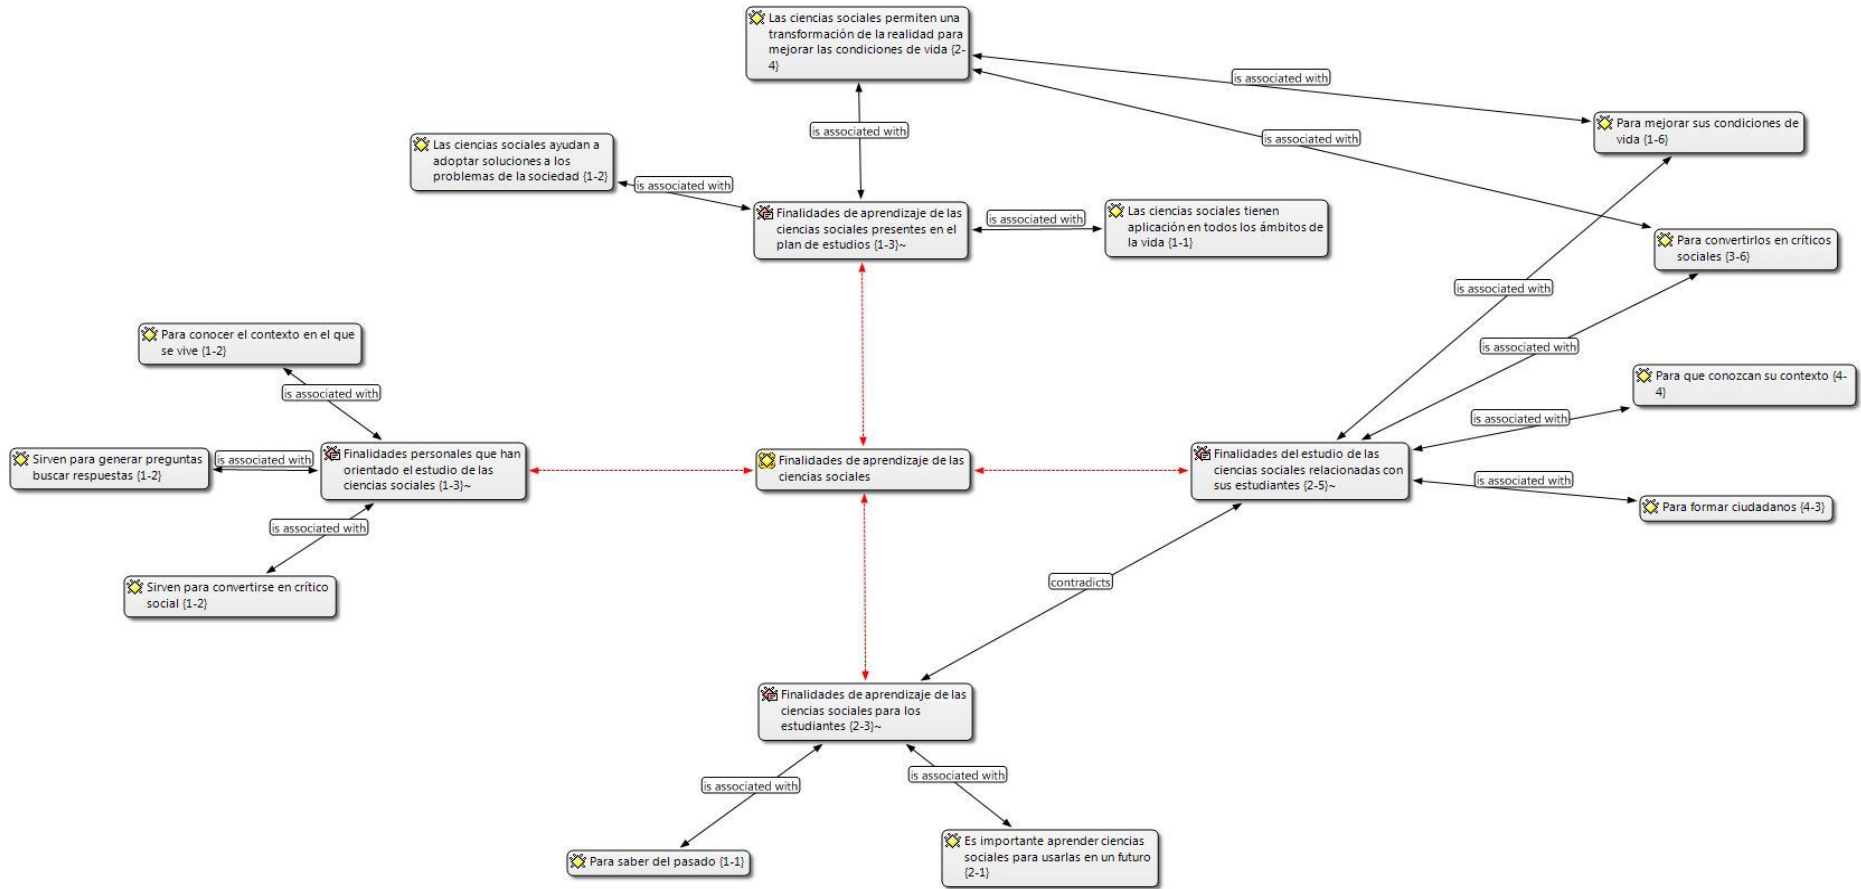 Las ciencias sociales permiten una
transformación de la realidad para
mejorar las condiciones de vida {2-
4}
is associated with
is associated with
is associated with
Para mejorar sus condiciones de
vida {1-6}
Las ciencias sociales ayudan a
adoptar soluciones a los
problemas de la sociedad {1-2}
is associated with
Finalidades de aprendizaje de las
ciencias sociales presentes en el
plan de estudios {1-3}~
is associated with
Las ciencias sociales tienen
aplicación en todos los ámbitos de
la vida {1-1}
Para convertirlos en críticos
sociales {3-6}
is associated with
is associated with
Para conocer el contexto en el que
se vive {1-2}
is associated with
Para que conozcan su contexto {4-
4}
is associated with
Sirven para generar preguntas
buscar respuestas {1-2}
is associated with
Finalidades personales que han
orientado el estudio de las
ciencias sociales {1-3}~
Finalidades de aprendizaje de las
ciencias sociales
Finalidades del estudio de las
ciencias sociales relacionadas con
sus estudiantes {2-5}~
is associated with
Para formar ciudadanos {4-3}
is associated with
Sirven para convertirse en crítico
social {1-2}
contradicts
Finalidades de aprendizaje de las
ciencias sociales para los
estudiantes {2-3}~
is associated with
is associated with
Para saber del pasado {1-1}
Es importante aprender ciencias
sociales para usarlas en un futuro
{2-1}